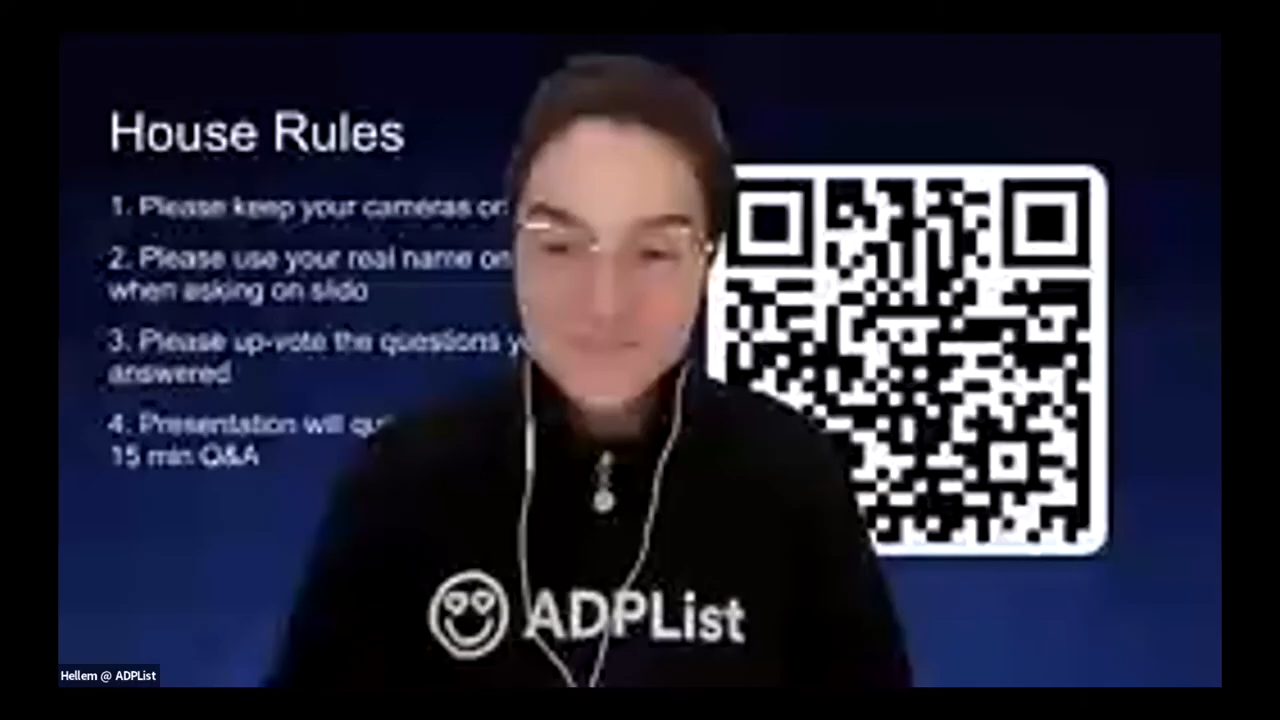 House Rules
1. Please keep your cameras on
2. Please use your real name on
when asking on slido
3. Please up-vote the questions y
answered
4. Presentation will
15 min Q&A
ADPList
Hellem @ ADPList